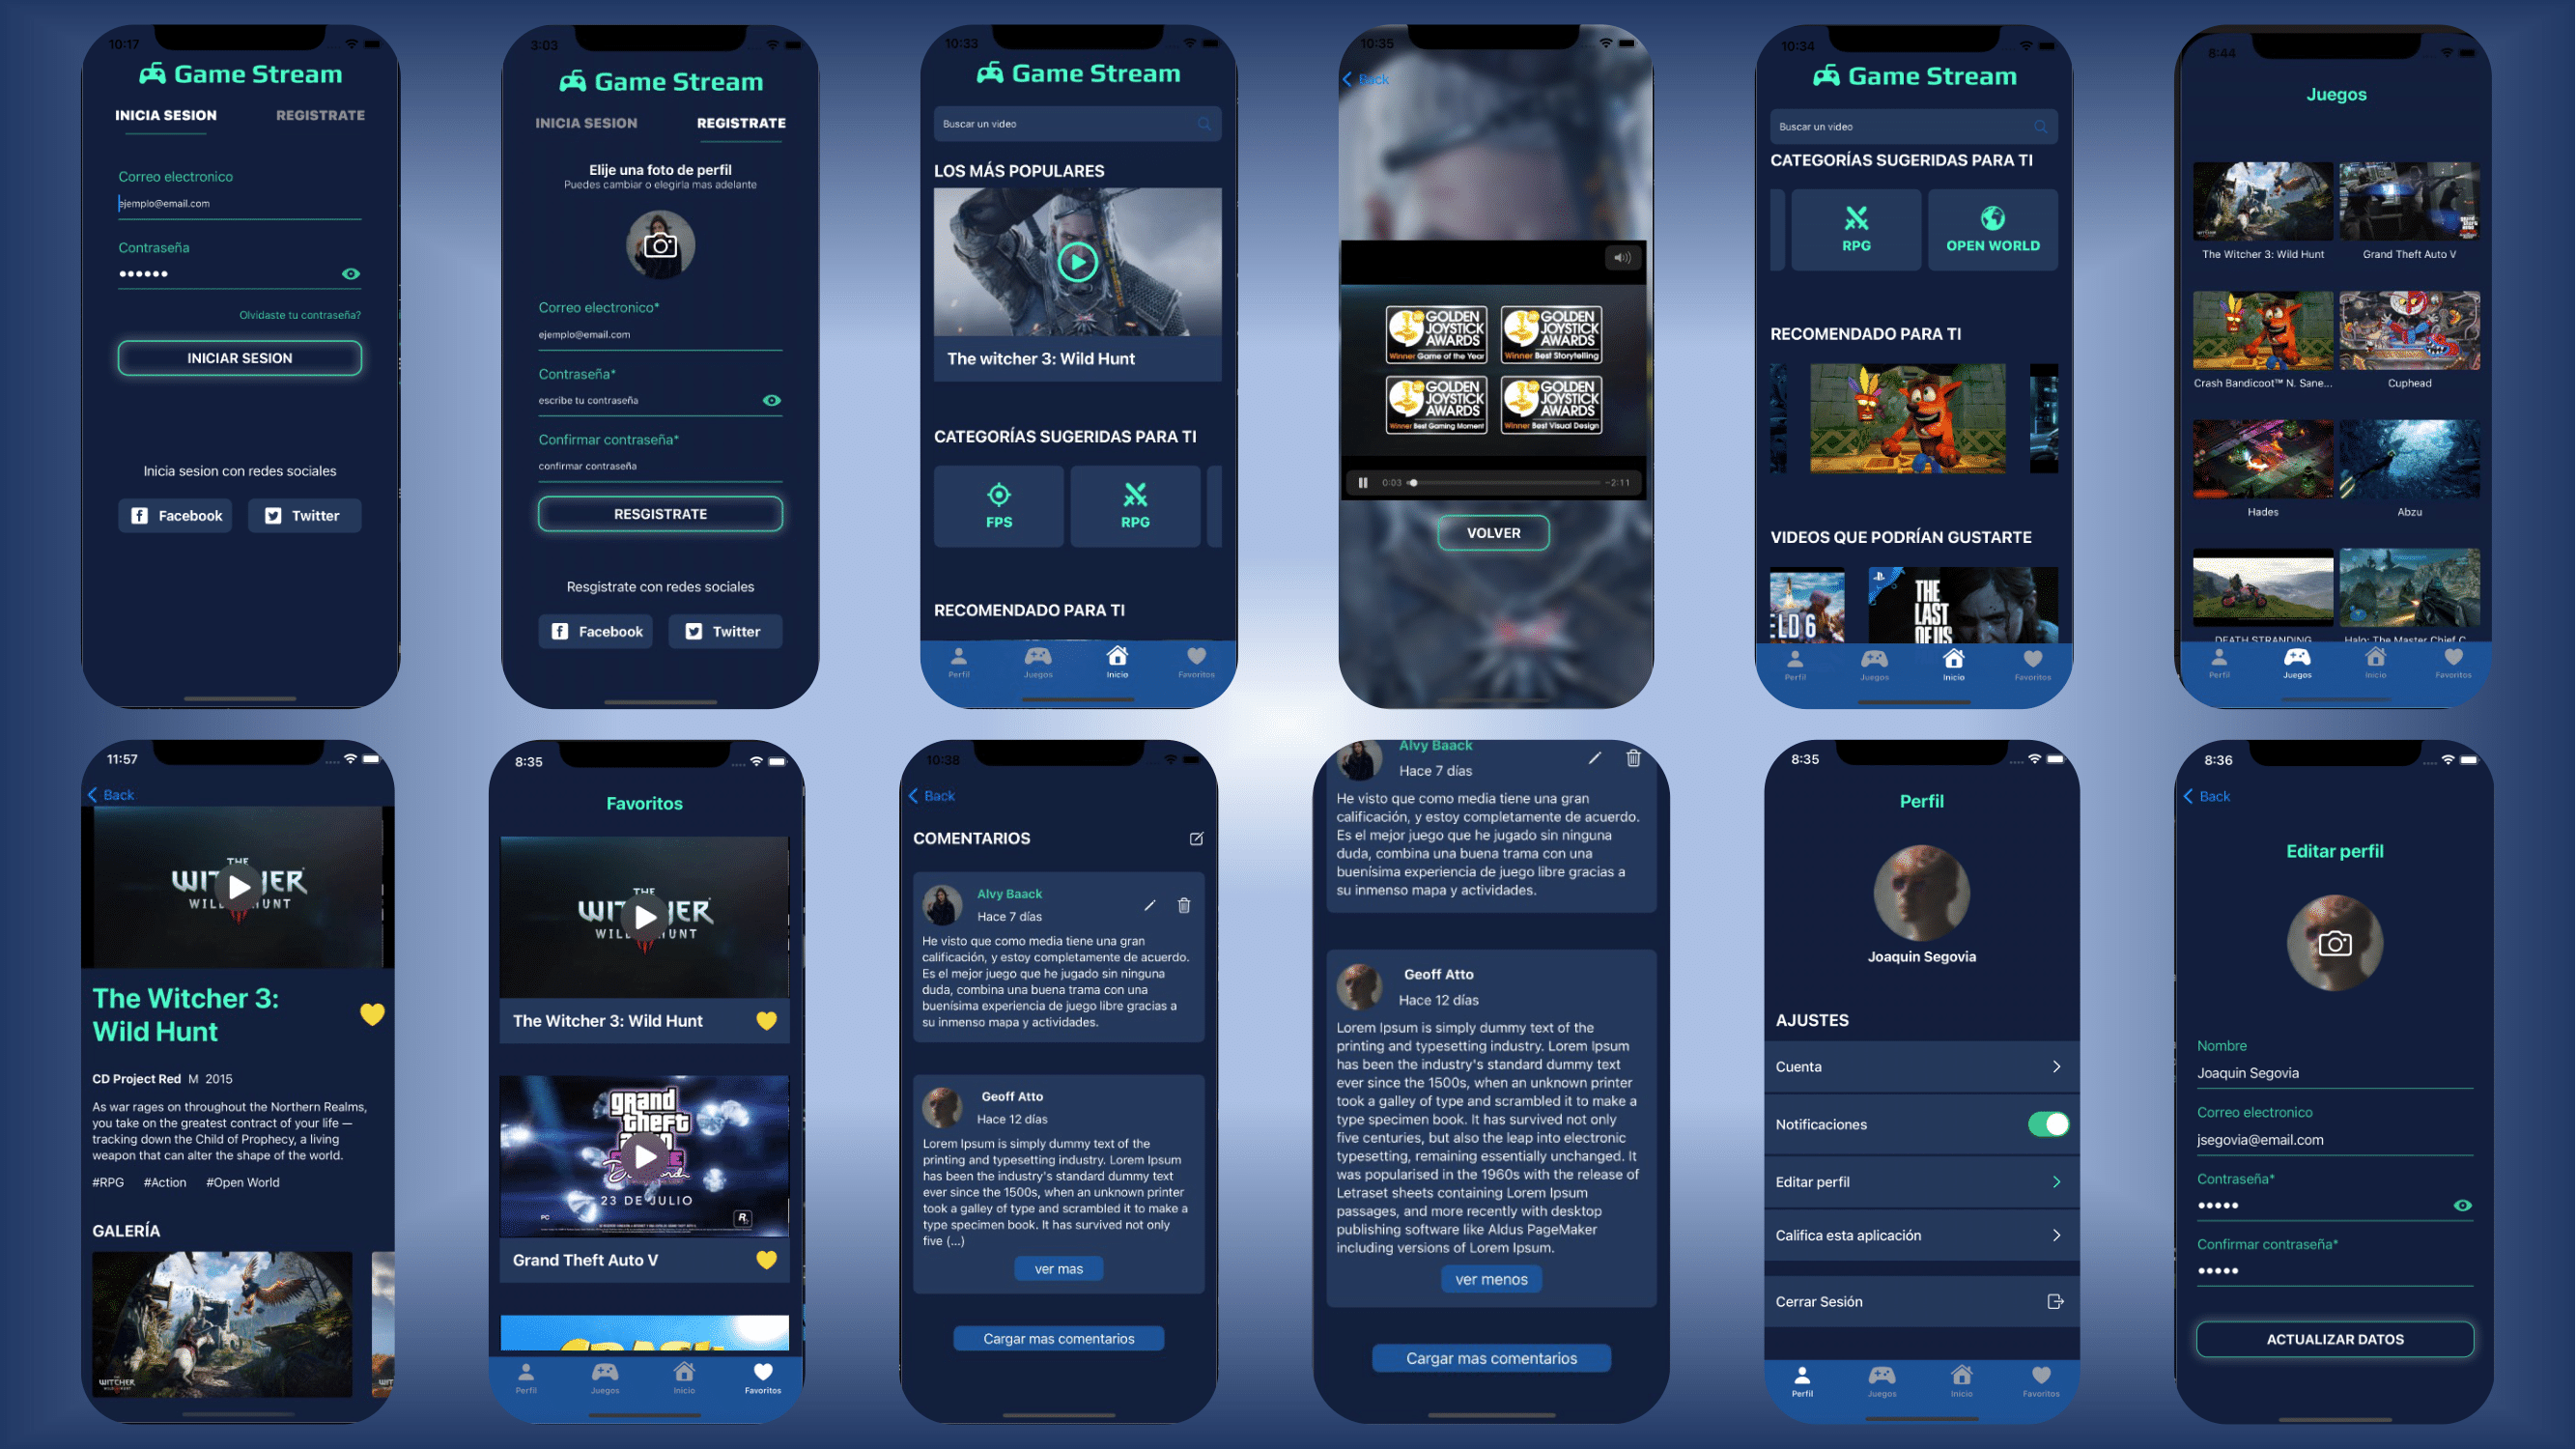 10:17
Game Stream
INICIA SESION REGISTRATE
Correo electronico
ejemplo@email.com
Contraseña
••••••
Olvidaste tu contraseña?
INICIAR SESION
Inicia sesion con redes sociales
Facebook Twitter
3:03
Game Stream
INICIA SESION REGISTRATE
Elije una foto de perfil
Puedes cambiar o elegirla mas adelante
Correo electronico*
ejemplo@email.com
Contraseña*
escribe tu contraseña
Confirmar contraseña*
confirmar contraseña
RESGISTRATE
Resgistrate con redes sociales
Facebook Twitter
10:33
Game Stream
Buscar un video
LOS MÁS POPULARES
The witcher 3: Wild Hunt
CATEGORÍAS SUGERIDAS PARA TI
FPS RPG
RECOMENDADO PARA TI
Perfil Juegos Inicio Favoritos
10:35
Back
GOLDEN JOYSTICK AWARDS
Winner Game of the Year
GOLDEN JOYSTICK AWARDS
Winner Best Storytelling
GOLDEN JOYSTICK AWARDS
Winner Best Gaming Moment
GOLDEN JOYSTICK AWARDS
Winner Best Visual Design
0:03 -2:11
VOLVER
10:34
Game Stream
Buscar un video
CATEGORÍAS SUGERIDAS PARA TI
RPG OPEN WORLD
RECOMENDADO PARA TI
VIDEOS QUE PODRÍAN GUSTARTE
ELD 6
THE
LAST
OF US
Perfil Juegos Inicio Favoritos
8:44
Juegos
The Witcher 3: Wild Hunt Grand Theft Auto V
Crash Bandicoot™ N. Sane... Cuphead
Hades Abzu
DEATH STRANDING Halo: The Master Chief C
Perfil Juegos Inicio Favoritos
11:57
Back
THE
WITCHER
WILD HUNT
The Witcher 3:
Wild Hunt
CD Project Red M 2015
As war rages on throughout the Northern Realms,
you take on the greatest contract of your life —
tracking down the Child of Prophecy, a living
weapon that can alter the shape of the world.
#RPG #Action #Open World
GALERÍA
WITCHER
8:35
Favoritos
THE
WITCHER
WILD HUNT
The Witcher 3: Wild Hunt
grand
theft
auto
23 DE JULIO
PC
Grand Theft Auto V
Perfil Juegos Inicio Favoritos
10:38
Back
COMENTARIOS
Alvy Baack
Hace 7 días
He visto que como media tiene una gran
calificación, y estoy completamente de acuerdo.
Es el mejor juego que he jugado sin ninguna
duda, combina una buena trama con una
buenísima experiencia de juego libre gracias a
su inmenso mapa y actividades.
Geoff Atto
Hace 12 días
Lorem Ipsum is simply dummy text of the
printing and typesetting industry. Lorem Ipsum
has been the industry's standard dummy text
ever since the 1500s, when an unknown printer
took a galley of type and scrambled it to make a
type specimen book. It has survived not only
five (...)
ver mas
Cargar mas comentarios
Alvy Baack
Hace 7 días
He visto que como media tiene una gran
calificación, y estoy completamente de acuerdo.
Es el mejor juego que he jugado sin ninguna
duda, combina una buena trama con una
buenísima experiencia de juego libre gracias a
su inmenso mapa y actividades.
Geoff Atto
Hace 12 días
Lorem Ipsum is simply dummy text of the
printing and typesetting industry. Lorem Ipsum
has been the industry's standard dummy text
ever since the 1500s, when an unknown printer
took a galley of type and scrambled it to make a
type specimen book. It has survived not only
five centuries, but also the leap into electronic
typesetting, remaining essentially unchanged. It
was popularised in the 1960s with the release of
Letraset sheets containing Lorem Ipsum
passages, and more recently with desktop
publishing software like Aldus PageMaker
including versions of Lorem Ipsum.
ver menos
Cargar mas comentarios
8:35
Perfil
Joaquin Segovia
AJUSTES
Cuenta
Notificaciones
Editar perfil
Califica esta aplicación
Cerrar Sesión
Perfil Juegos Inicio Favoritos
8:36
Back
Editar perfil
Nombre
Joaquin Segovia
Correo electronico
jsegovia@email.com
Contraseña*
•••••
Confirmar contraseña*
•••••
ACTUALIZAR DATOS